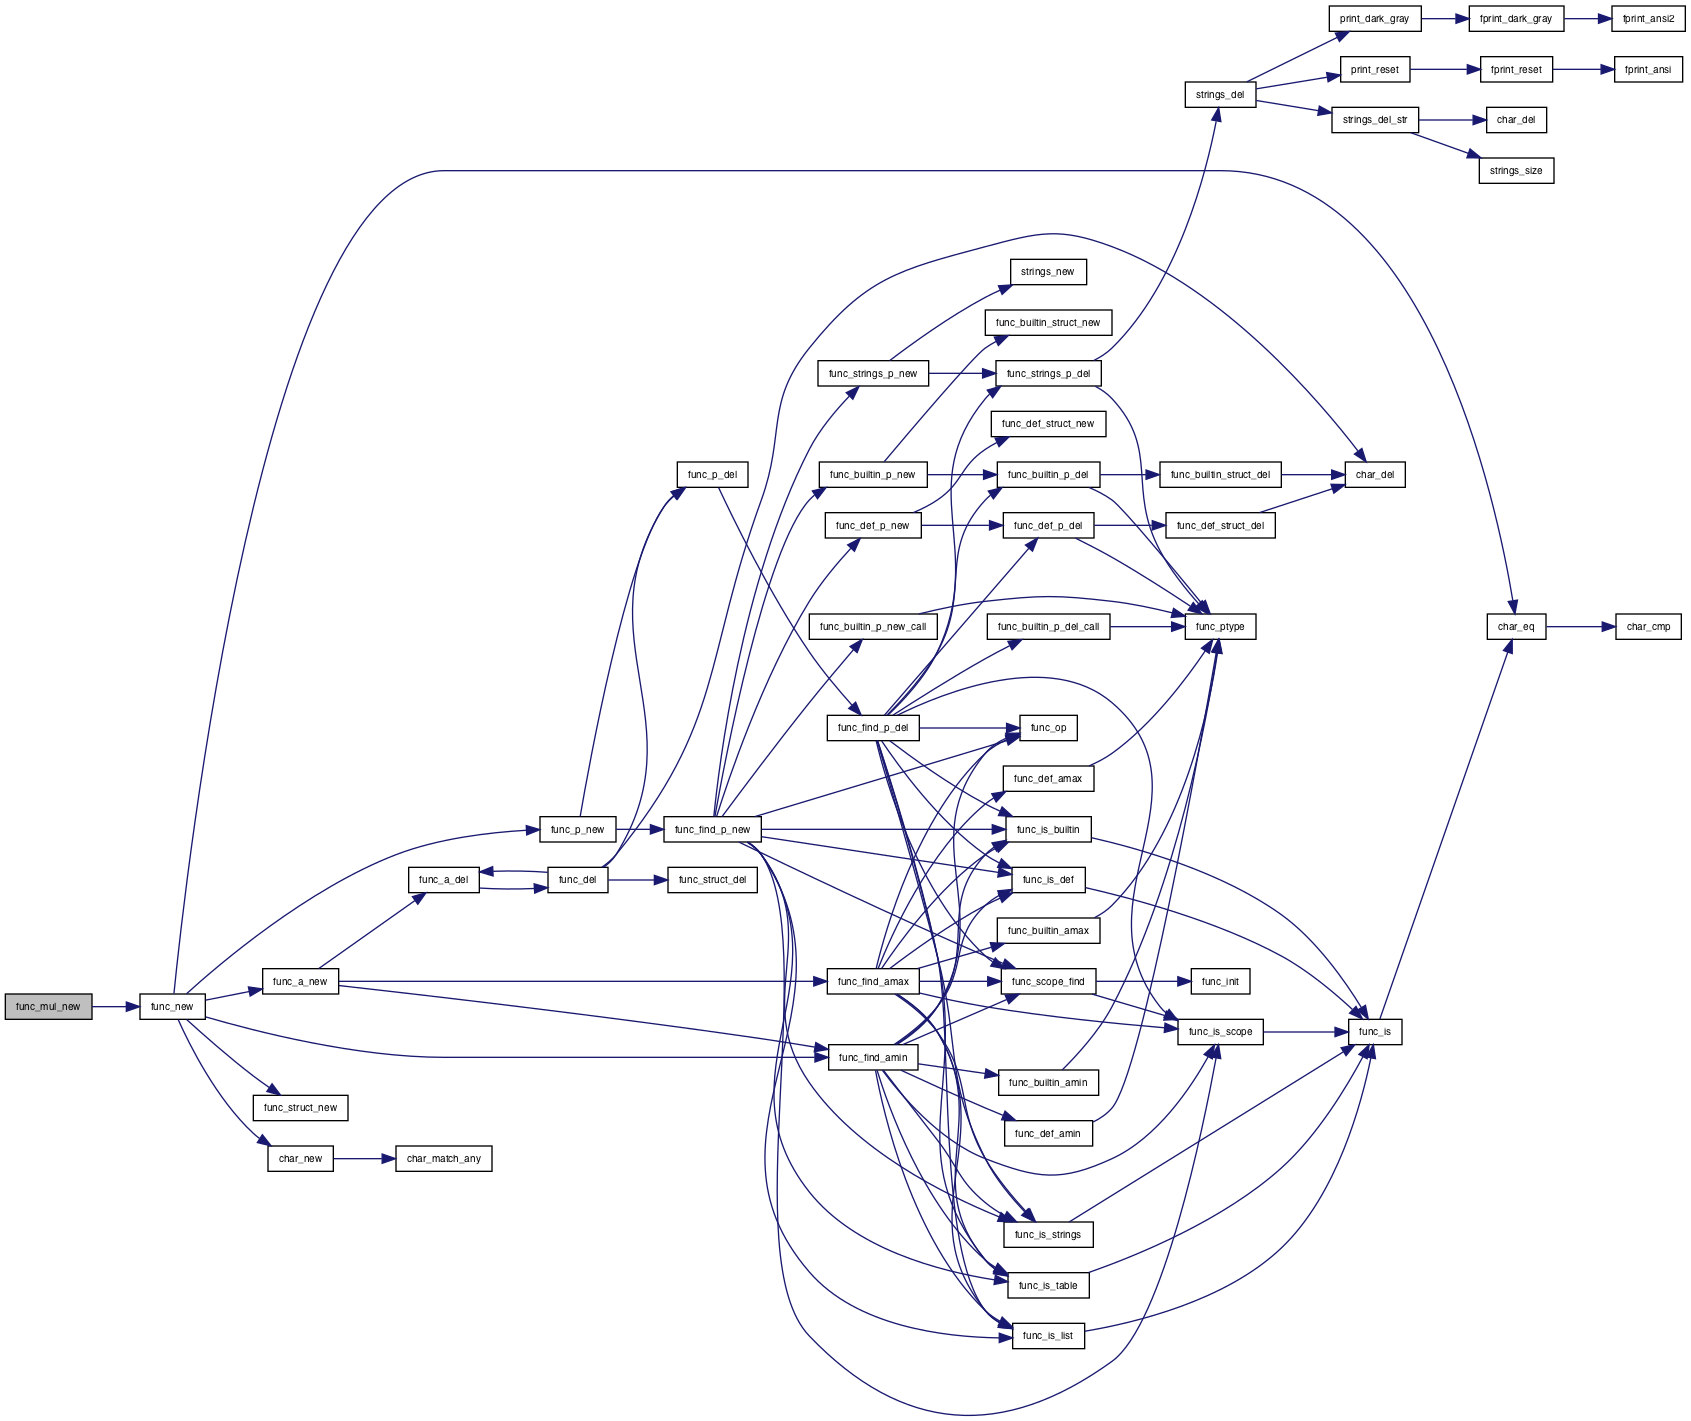 print_dark_gray
fprint_dark_gray
fprint_ansi2
print_reset
fprint_reset
fprint_ansi
strings_del
strings_del_str
char_del
strings_size
strings_new
func_builtin_struct_new
func_strings_p_new
func_strings_p_del
func_def_struct_new
func_p_del
func_builtin_p_new
func_builtin_p_del
func_builtin_struct_del
char_del
func_def_p_new
func_def_p_del
func_def_struct_del
func_builtin_p_new_call
func_builtin_p_del_call
func_ptype
char_eq
char_cmp
func_find_p_del
func_op
func_def_amax
func_p_new
func_find_p_new
func_is_builtin
func_a_del
func_del
func_struct_del
func_is_def
func_builtin_amax
func_a_new
func_find_amax
func_scope_find
func_init
func_mul_new
func_new
func_is_scope
func_is
func_find_amin
func_builtin_amin
func_struct_new
func_def_amin
char_new
char_match_any
func_is_strings
func_is_table
func_is_list